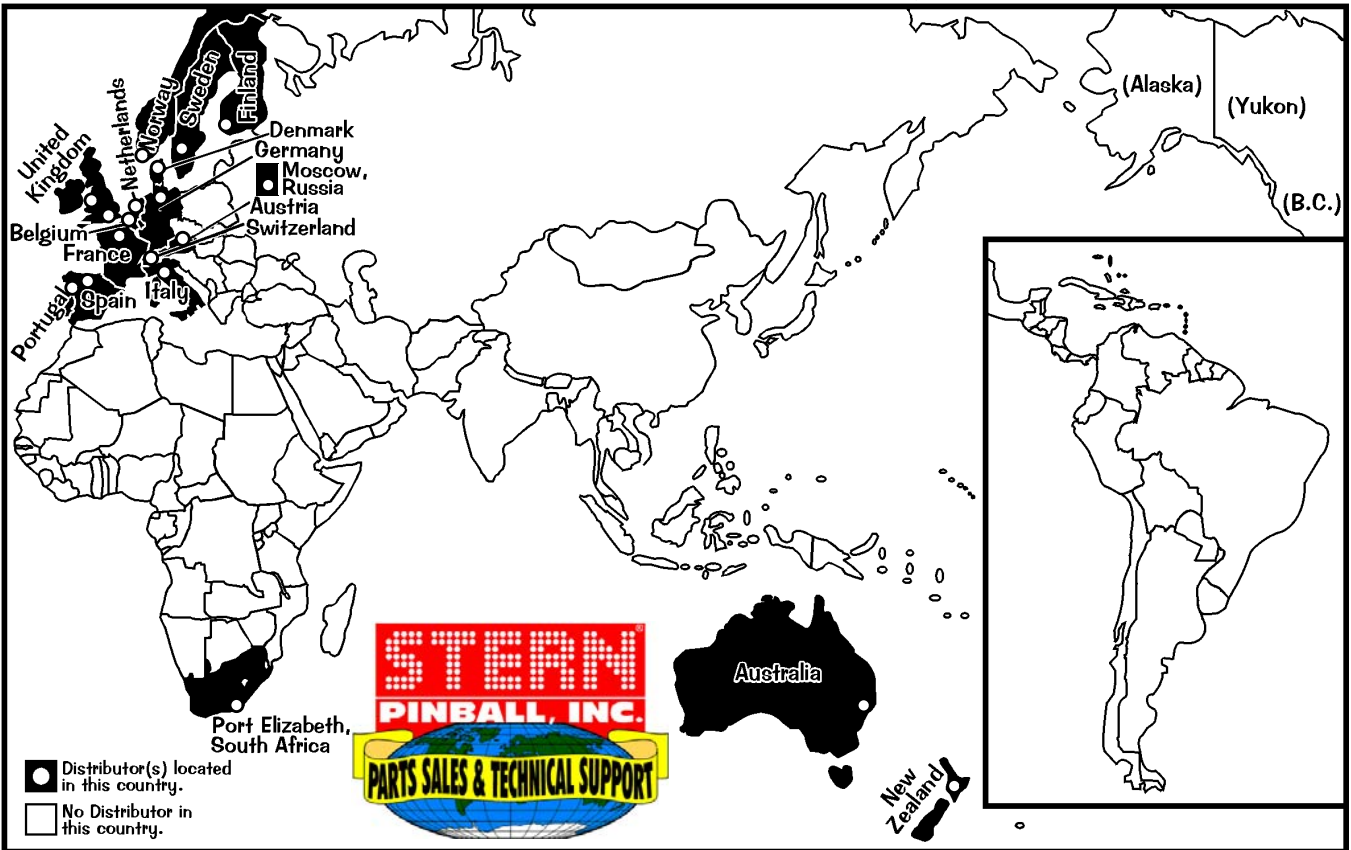 (Alaska)
(Yukon)
(B.C.)
United
Kingdom
Netherlands
Norway
Sweden
Finland
Denmark
Germany
Moscow,
Russia
Austria
Switzerland
Belgium
France
Portugal
Spain
Italy
STERN®
PINBALL, INC.
PARTS SALES & TECHNICAL SUPPORT
Australia
Port Elizabeth,
South Africa
New
Zealand
Distributor(s) located
in this country.
No Distributor in
this country.